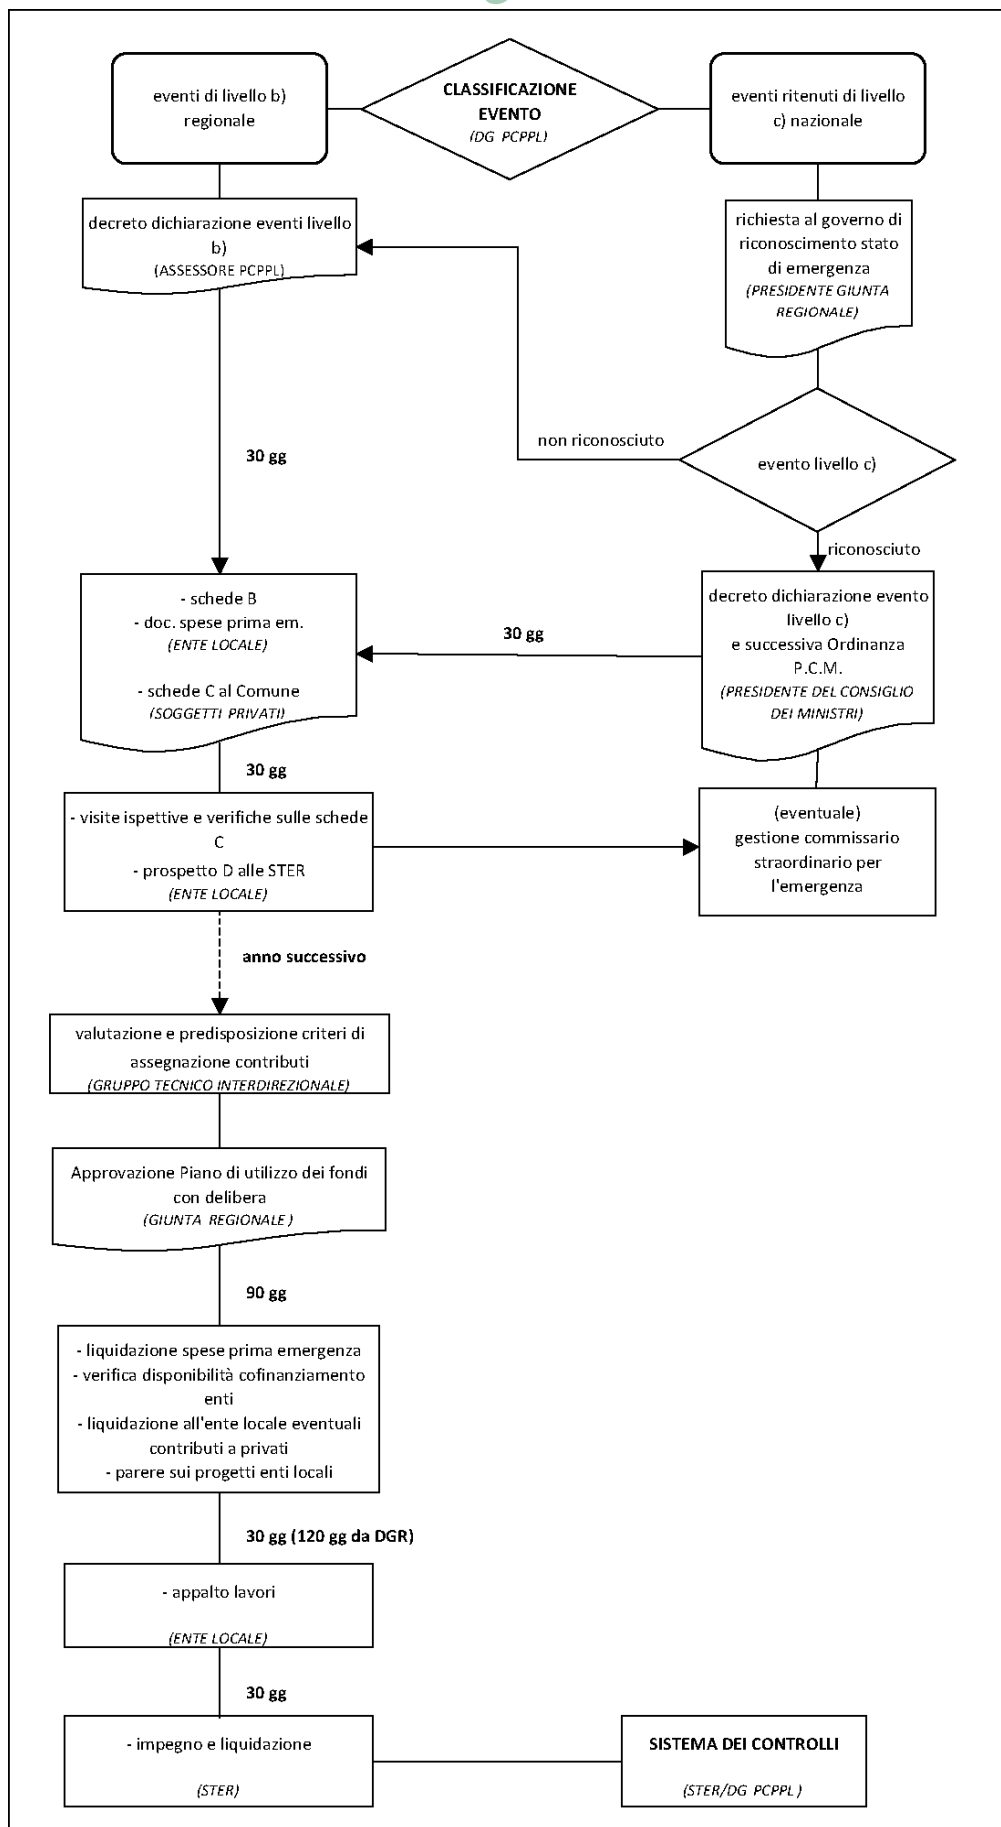 eventi di livello b)
regionale
CLASSIFICAZIONE
EVENTO
(DG PCPPL)
eventi ritenuti di livello
c) nazionale
decreto dichiarazione eventi livello
b)
(ASSESSORE PCPPL)
richiesta al governo di
riconoscimento stato
di emergenza
(PRESIDENTE GIUNTA
REGIONALE)
non riconosciuto
evento livello c)
30 gg
riconosciuto
- schede B
- doc. spese prima em.
(ENTE LOCALE)
- schede C al Comune
(SOGGETTI PRIVATI)
30 gg
decreto dichiarazione evento
livello c)
e successiva Ordinanza
P.C.M.
(PRESIDENTE DEL CONSIGLIO
DEI MINISTRI)
30 gg
- visite ispettive e verifiche sulle schede
C
- prospetto D alle STER
(ENTE LOCALE)
(eventuale)
gestione commissario
straordinario per
l'emergenza
anno successivo
valutazione e predisposizione criteri di
assegnazione contributi
(GRUPPO TECNICO INTERDIREZIONALE)
Approvazione Piano di utilizzo dei fondi
con delibera
(GIUNTA REGIONALE)
90 gg
- liquidazione spese prima emergenza
- verifica disponibilità cofinanziamento
enti
- liquidazione all'ente locale eventuali
contributi a privati
- parere sui progetti enti locali
30 gg (120 gg da DGR)
- appalto lavori
(ENTE LOCALE)
30 gg
- impegno e liquidazione
(STER)
SISTEMA DEI CONTROLLI
(STER/DG PCPPL)